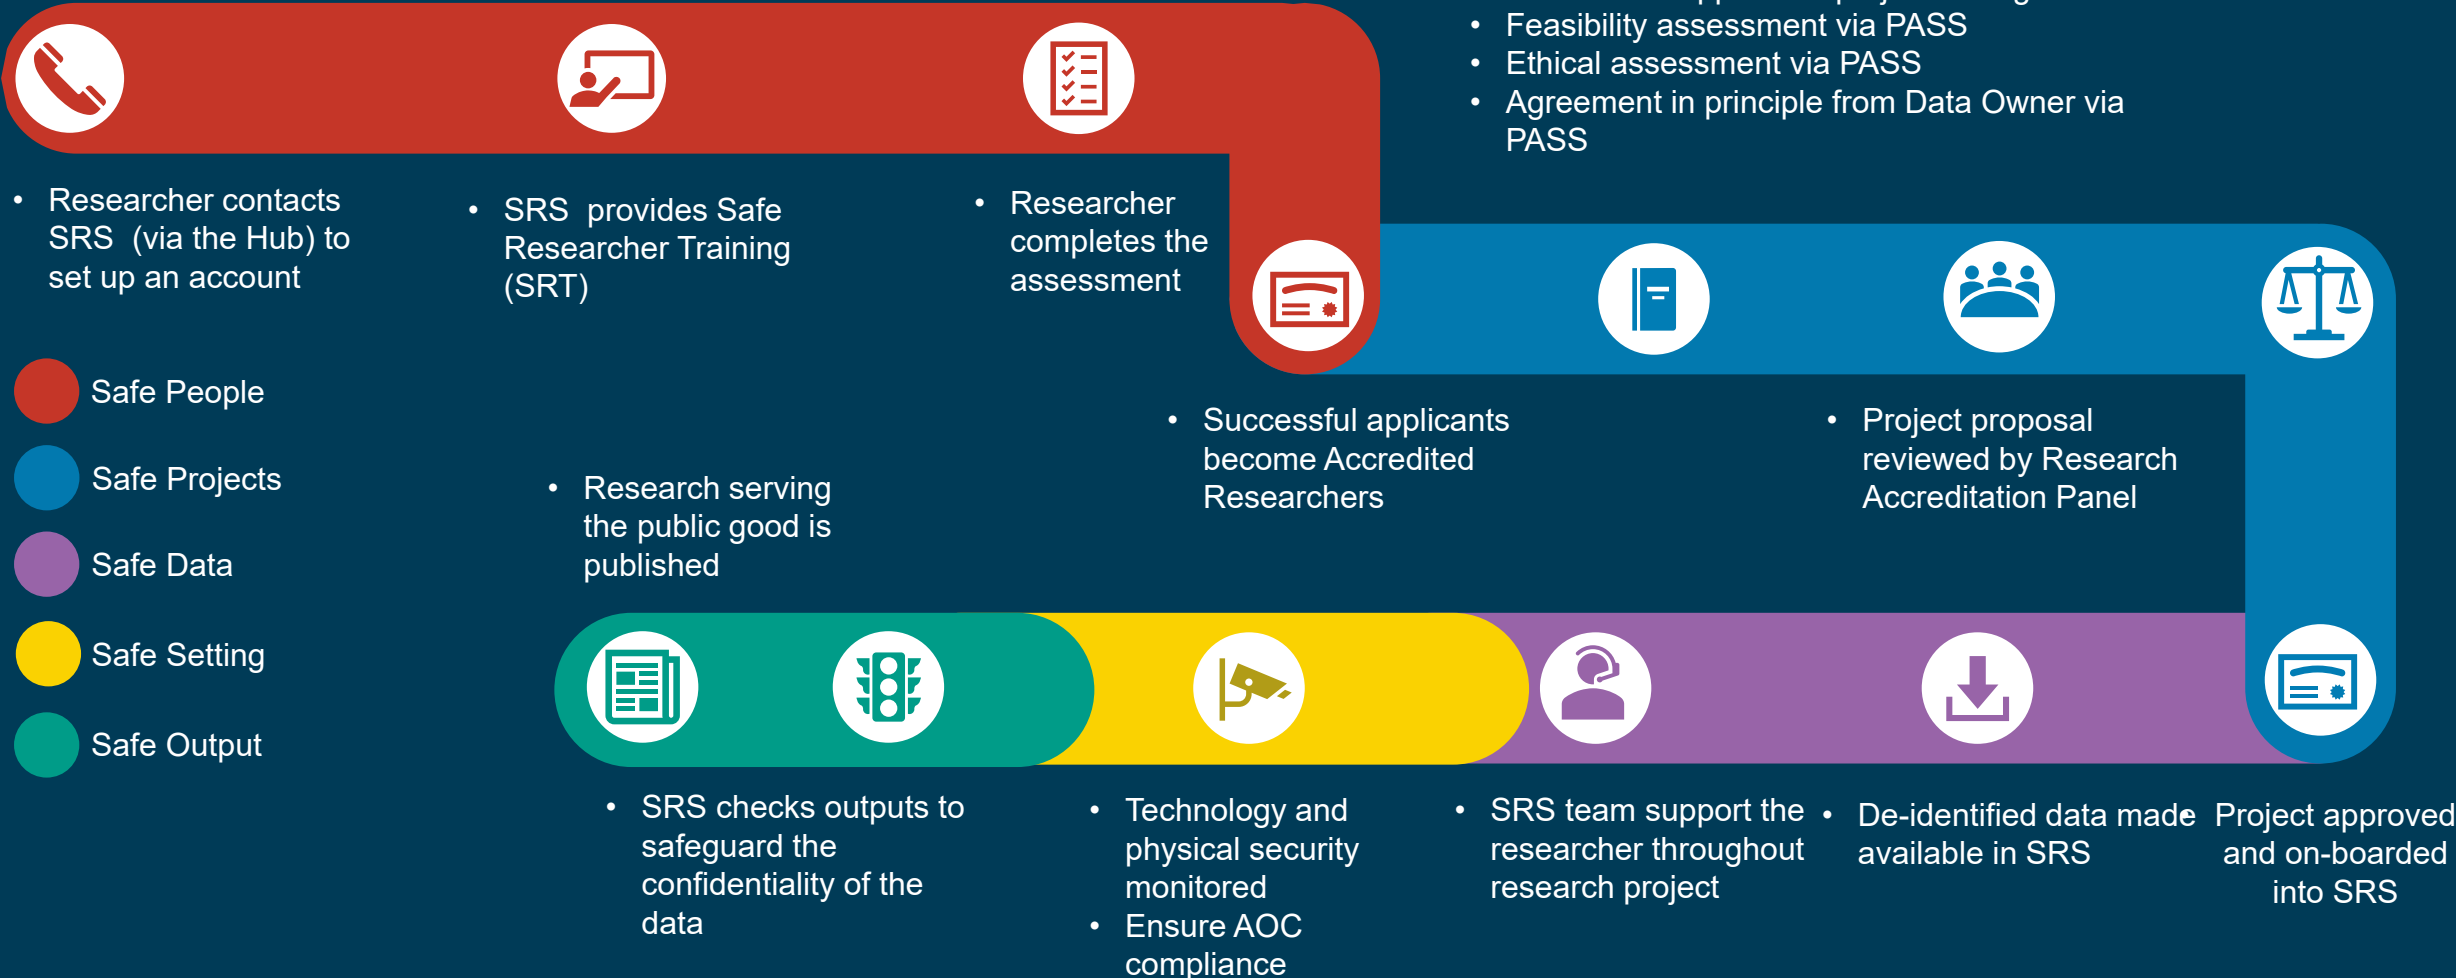 • Feasibility assessment via PASS
• Ethical assessment via PASS
• Agreement in principle from Data Owner via
PASS
• Researcher contacts
SRS  (via the Hub) to
set up an account
• SRS  provides Safe
Researcher Training
(SRT)
• Researcher
completes the
assessment
• Successful applicants
become Accredited
Researchers
• Project proposal
reviewed by Research
Accreditation Panel
Safe People
Safe Projects
Safe Data
Safe Setting
Safe Output
• Research serving
the public good is
published
• SRS checks outputs to
safeguard the
confidentiality of the
data
• Technology and
physical security
monitored
• Ensure AOC
compliance
• SRS team support the
researcher throughout
research project
• De-identified data made
available in SRS
• Project approved
and on-boarded
into SRS